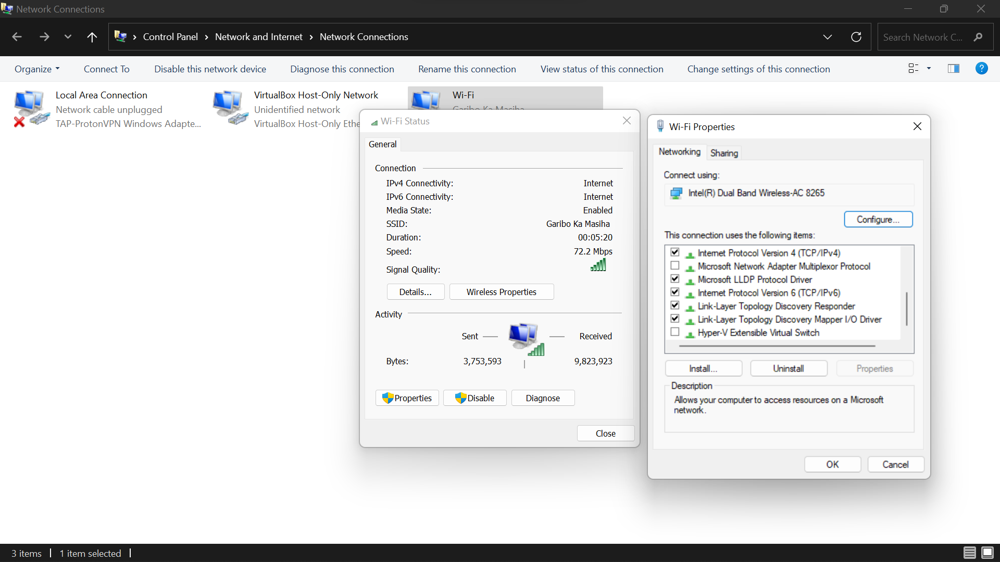 Network Connections
Control Panel > Network and Internet > Network Connections
Search Network C...
Organize
Connect To
Disable this network device
Diagnose this connection
Rename this connection
View status of this connection
Change settings of this connection
Local Area Connection
Network cable unplugged
TAP-ProtonVPN Windows Adapte...
VirtualBox Host-Only Network
Unidentified network
VirtualBox Host-Only Ethe
Wi-Fi
Garibo Ka Masiha
Wi-Fi Status
General
Connection
IPv4 Connectivity: Internet
IPv6 Connectivity: Internet
Media State: Enabled
SSID: Garibo Ka Masiha
Duration: 00:05:20
Speed: 72.2 Mbps
Signal Quality:
Details...
Wireless Properties
Activity
Sent
Received
Bytes: 3,753,593 9,823,923
Properties
Disable
Diagnose
Close
Wi-Fi Properties
Networking
Sharing
Connect using:
Intel(R) Dual Band Wireless-AC 8265
Configure...
This connection uses the following items:
Internet Protocol Version 4 (TCP/IPv4)
Microsoft Network Adapter Multiplexor Protocol
Microsoft LLDP Protocol Driver
Internet Protocol Version 6 (TCP/IPv6)
Link-Layer Topology Discovery Responder
Link-Layer Topology Discovery Mapper I/O Driver
Hyper-V Extensible Virtual Switch
Install...
Uninstall
Properties
Description
Allows your computer to access resources on a Microsoft
network.
OK
Cancel
3 items
1 item selected